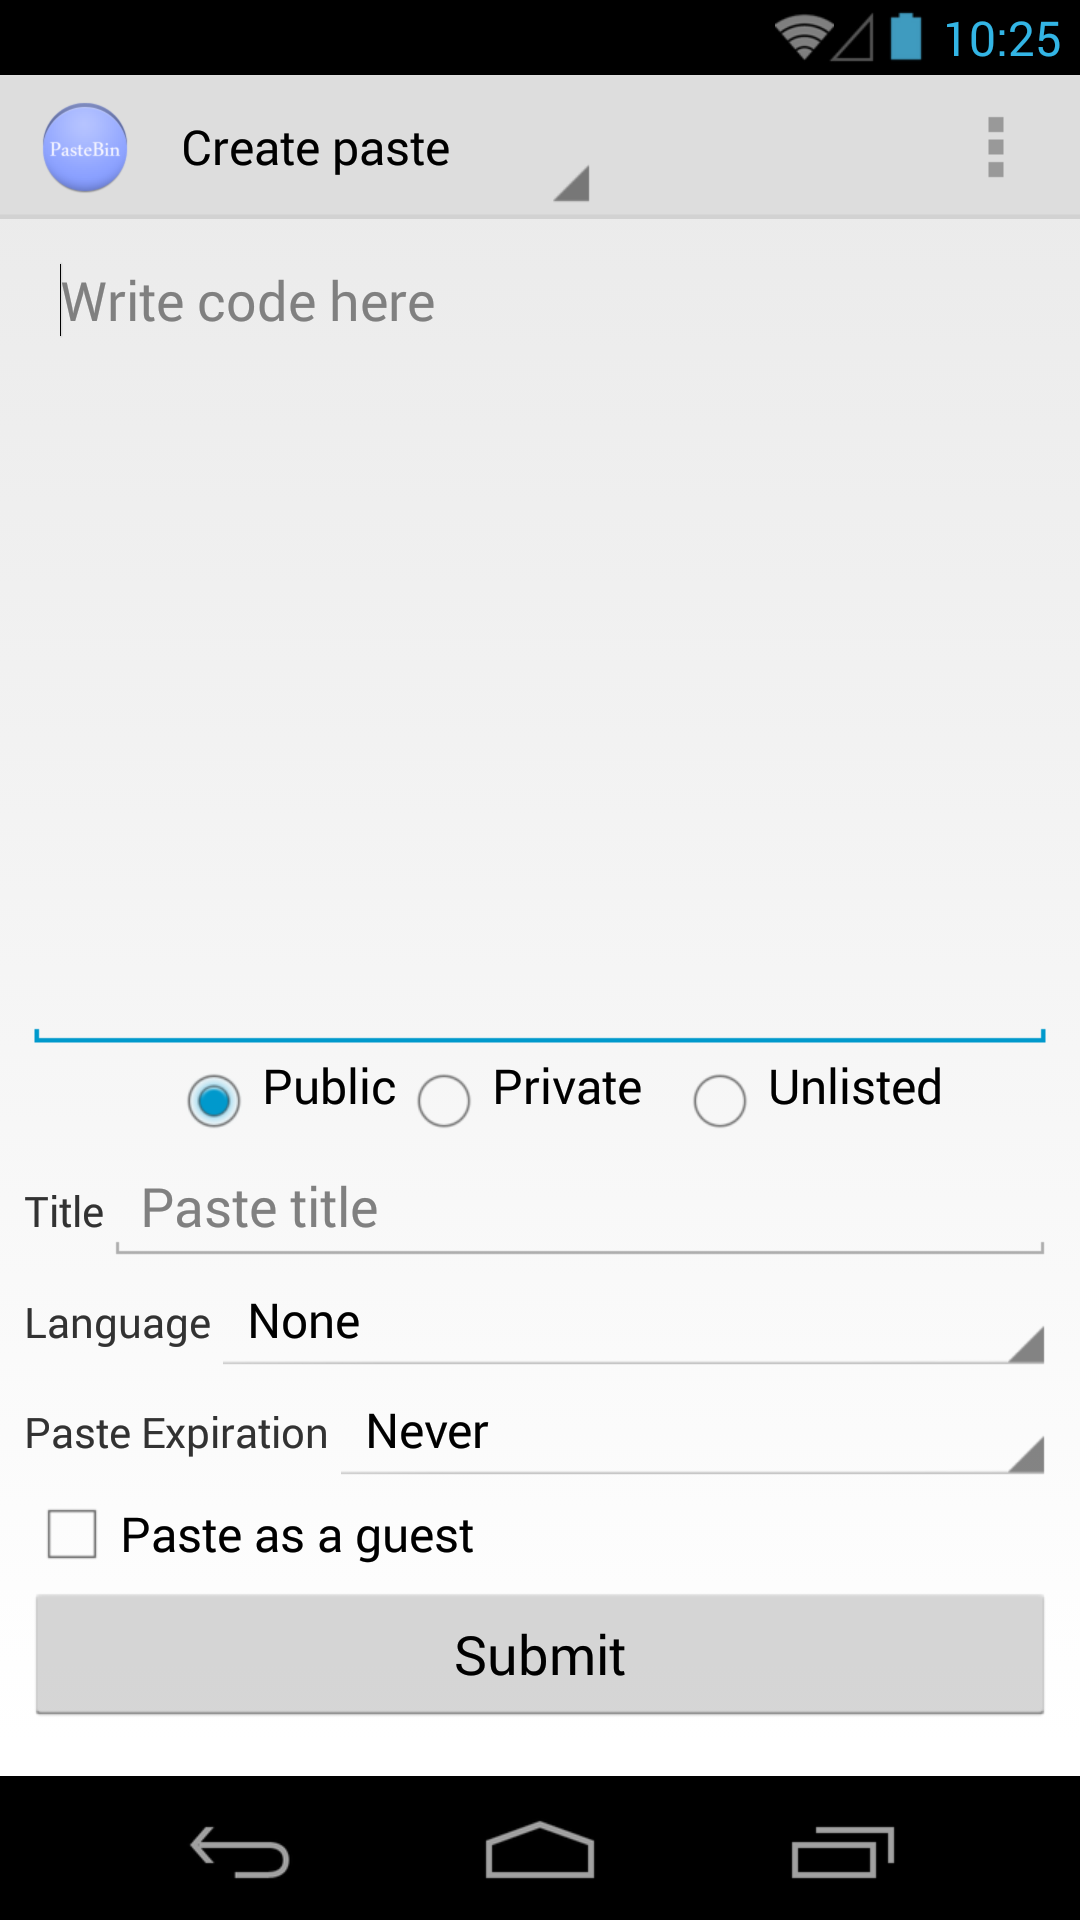 10:25
PasteBin
Create paste
Write code here
Public
Private
Unlisted
Title
Paste title
Language
None
Paste Expiration
Never
Paste as a guest
Submit